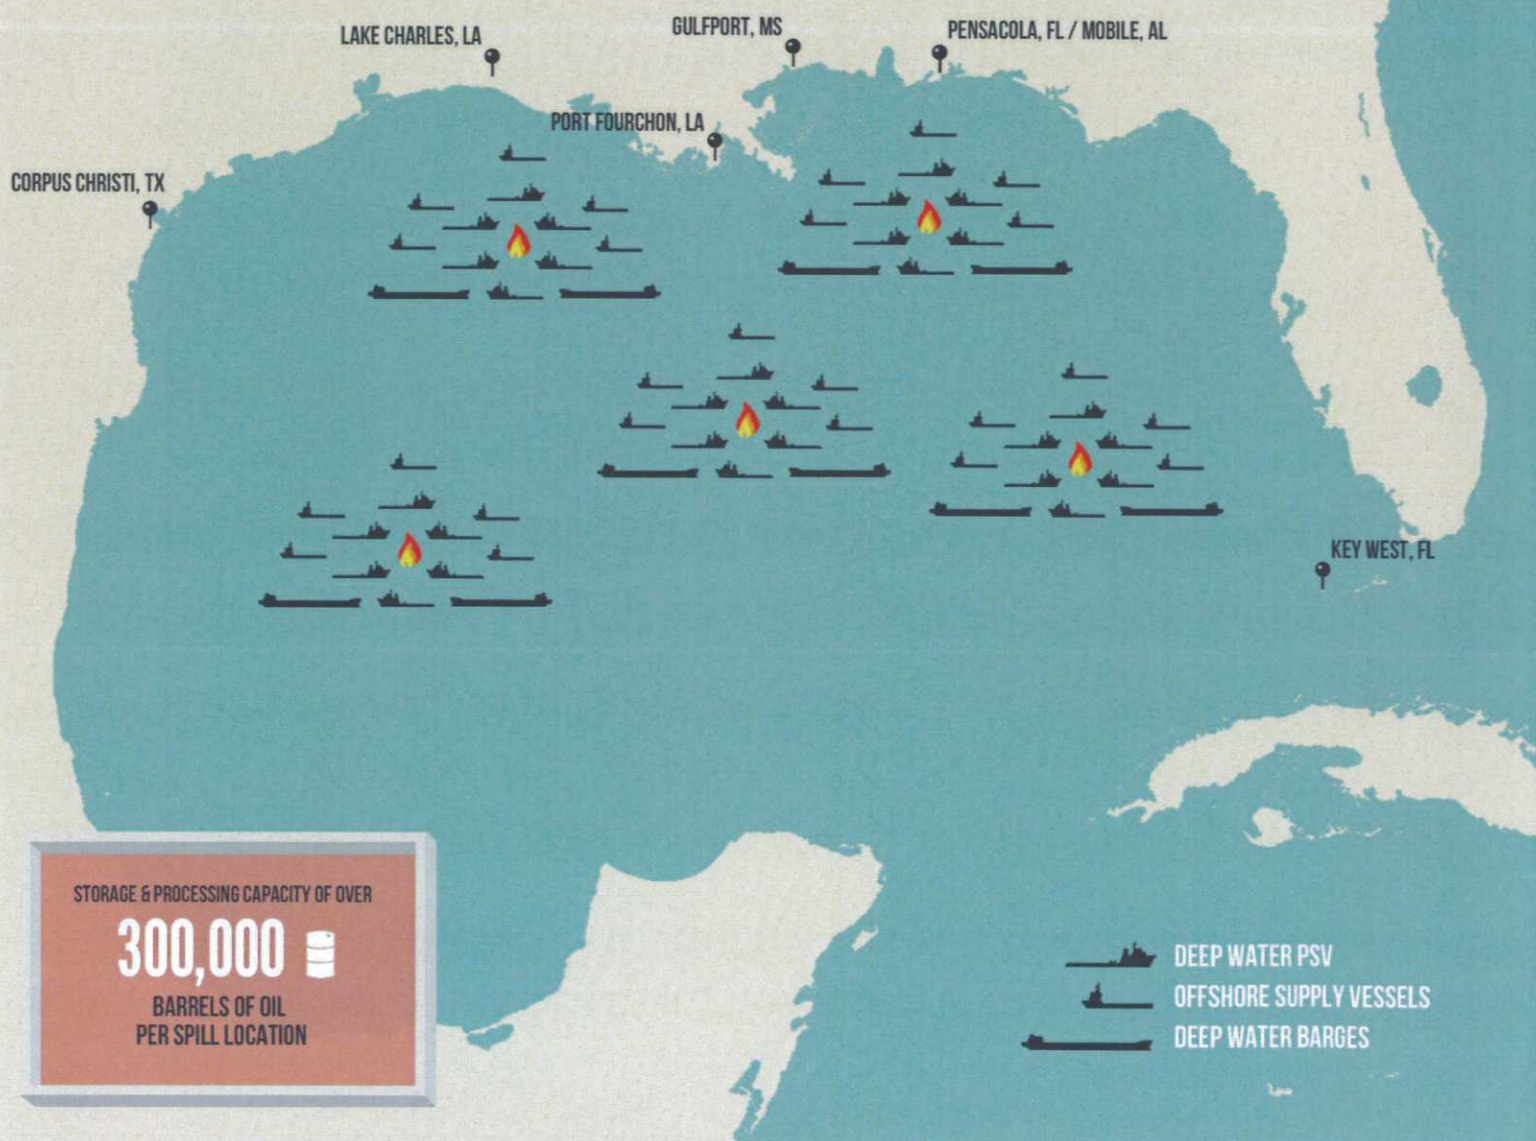 LAKE CHARLES, LA
GULFPORT, MS
PENSACOLA, FL / MOBILE, AL
PORT FOURCHON, LA
CORPUS CHRISTI, TX
KEY WEST, FL
STORAGE & PROCESSING CAPACITY OF OVER
300,000
BARRELS OF OIL
PER SPILL LOCATION
DEEP WATER PSV
OFFSHORE SUPPLY VESSELS
DEEP WATER BARGES